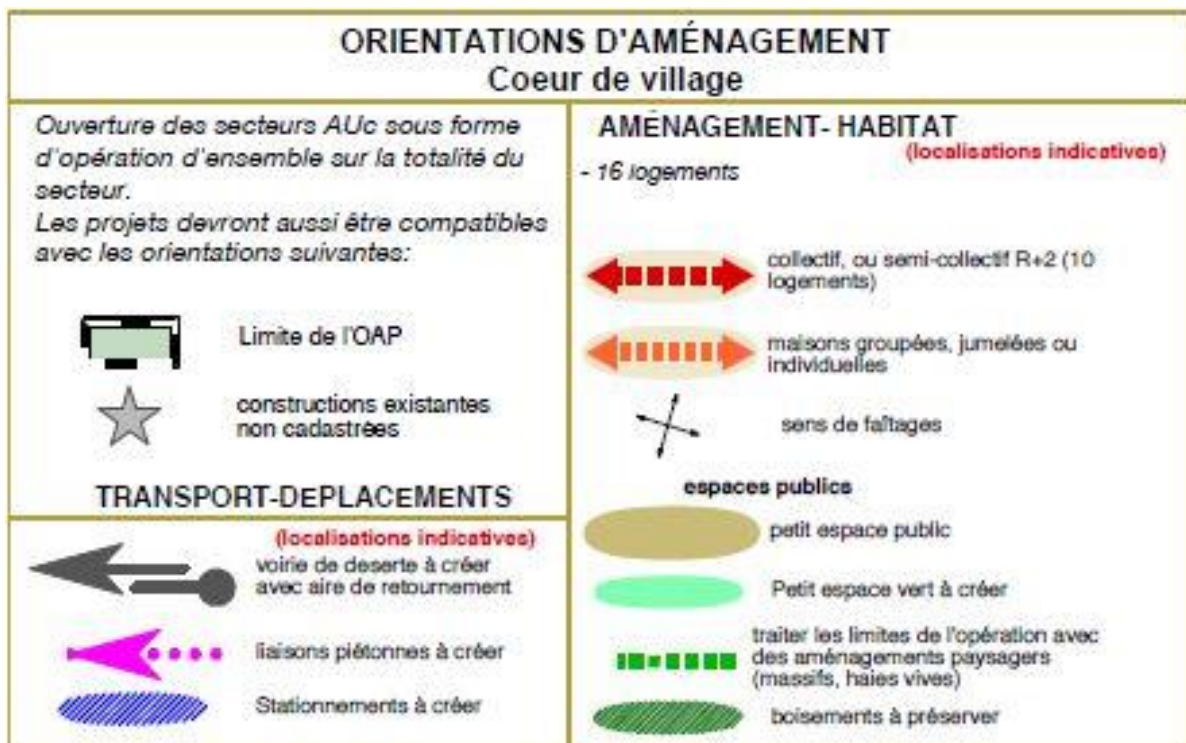 ORIENTATIONS D'AMÉNAGEMENT
Coeur de village
Ouverture des secteurs AUc sous forme
d'opération d'ensemble sur la totalité du
secteur.
Les projets devront aussi être compatibles
avec les orientations suivantes:
Limite de l'OAP
constructions existantes
non cadastrées
TRANSPORT-DEPLACEMENTS
(localisations indicatives)
voirie de deserte à créer
avec aire de retournement
liaisons piétonnes à créer
Stationnements à créer
AMÉNAGEMENT- HABITAT
(localisations indicatives)
- 16 logements
collectif, ou semi-collectif R+2 (10
logements)
maisons groupées, jumelées ou
individuelles
sens de faîtages
espaces publics
petit espace public
Petit espace vert à créer
traiter les limites de l'opération avec
des aménagements paysagers
(massifs, haies vives)
boisements à préserver